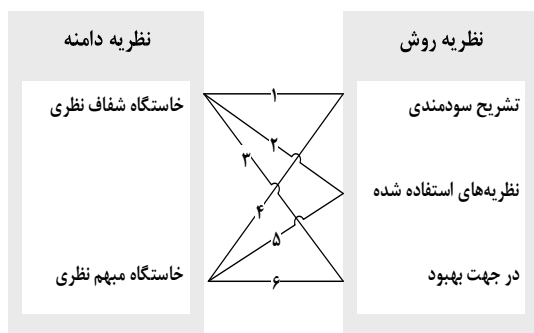 نظریه روش
نظریه دامنه
تشریح سودمندی
۱
خاستگاه شفاف نظری
۲
۳
نظریه‌های استفاده شده
۴
۵
در جهت بهبود
۶
خاستگاه مبهم نظری